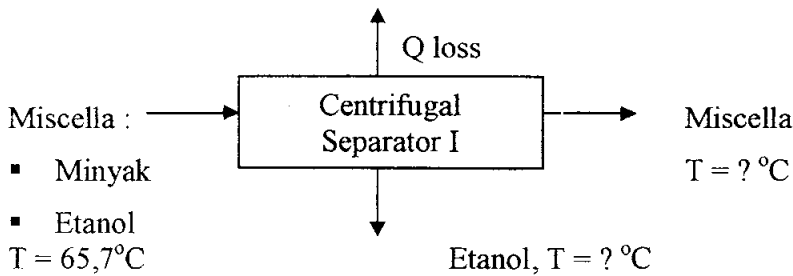 Q loss
Centrifugal
Separator I
Miscella :
▪ Minyak
▪ Etanol
T = 65,7°C
Miscella
T = ? °C
Etanol, T = ? °C